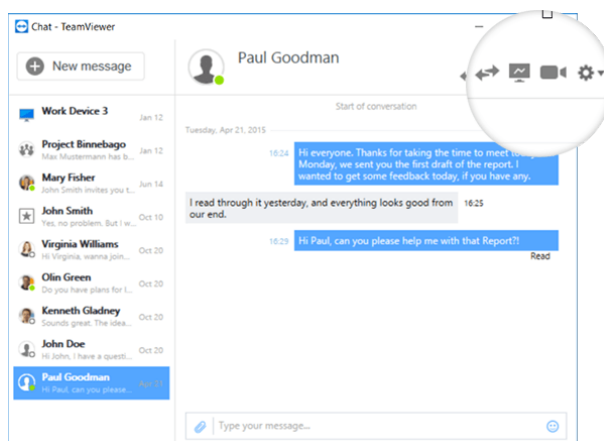 Chat - TeamViewer
New message
Paul Goodman
Work Device 3
Jan 12
Project Binnebago
Max Mustermann has b...
Jan 12
Mary Fisher
John Smith invites you t...
Jun 14
John Smith
Yes, no problem. But I w...
Oct 10
Virginia Williams
Hi Virginia, wanna join...
Oct 20
Olin Green
Do you have plans for l...
Oct 20
Kenneth Gladney
Sounds great. The idea...
Oct 20
John Doe
Hi John, I have a questi...
Oct 20
Paul Goodman
Hi Paul, can you please...
Apr 21
Start of conversation
Tuesday, Apr 21, 2015
16:24
Hi everyone. Thanks for taking the time to meet
Monday, we sent you the first draft of the report. I
wanted to get some feedback today, if you have any.
I read through it yesterday, and everything looks good from
our end.
16:25
16:29
Hi Paul, can you please help me with that Report?!
Read
Type your message...